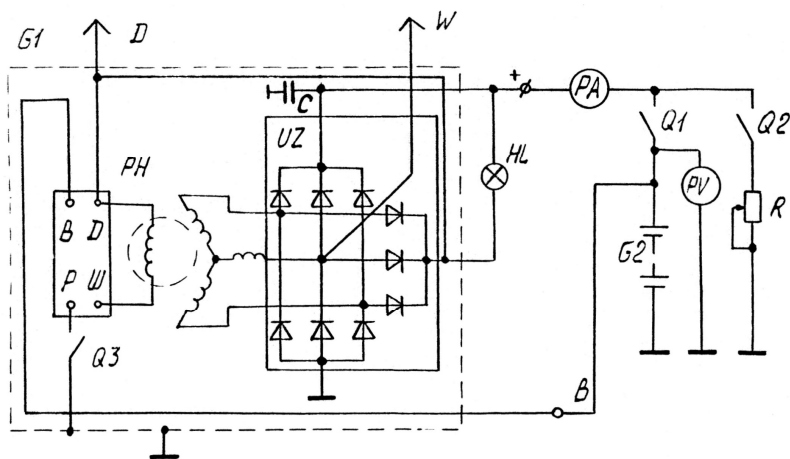 G1 D W
C + PA
Q1 Q2
UZ
PH HL PV
B D R
P Ш G2
Q3
B